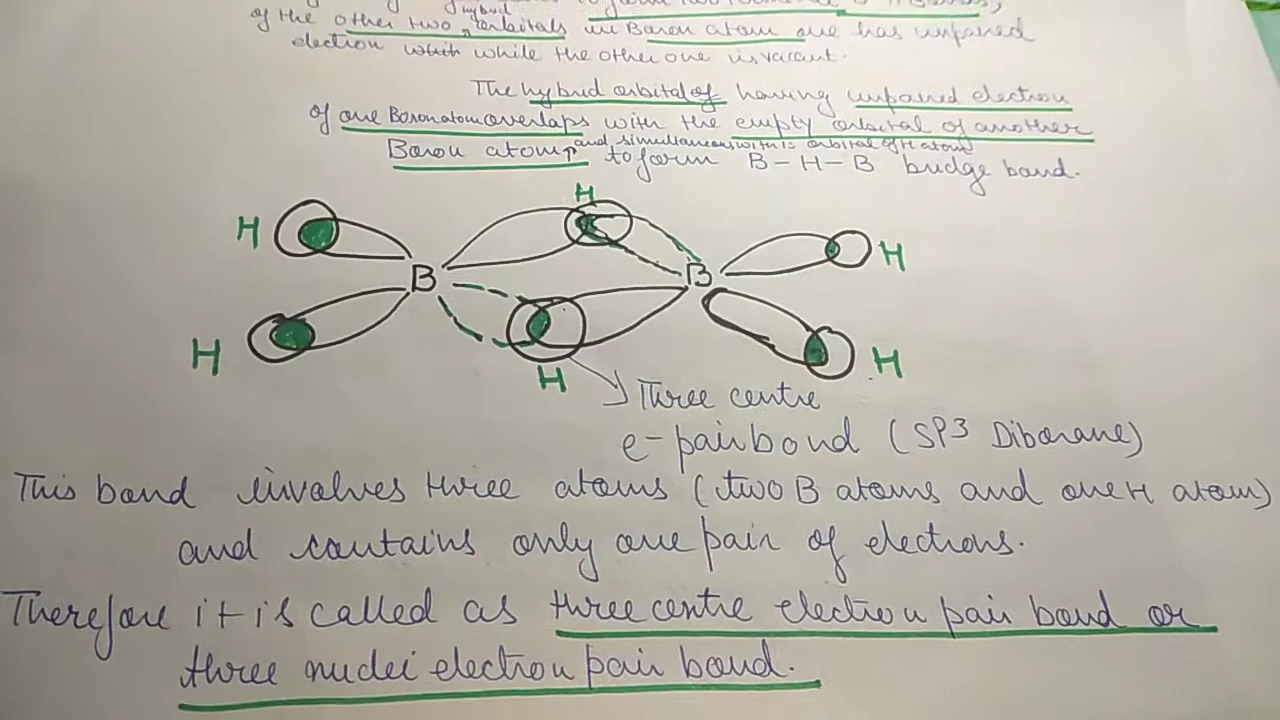 of the other two hybrid orbitals in Boron atom one has unpaired
electron which while the other one is vacant.
The hybrid orbital of having unpaired electron
of one Boron atom overlaps with the empty orbital of another
and simultaneous with 1s orbital of H atom
Boron atom, to form B-H-B bridge bond.
H
H
B
B
H
H
H
H
Three centre
e-pair bond (SP3 Diborane)
This bond involves three atoms (two B atoms and one H atom)
and contains only one pair of electrons.
Therefore it is called as three centre electron pair bond or
three nuclei electron pair bond.